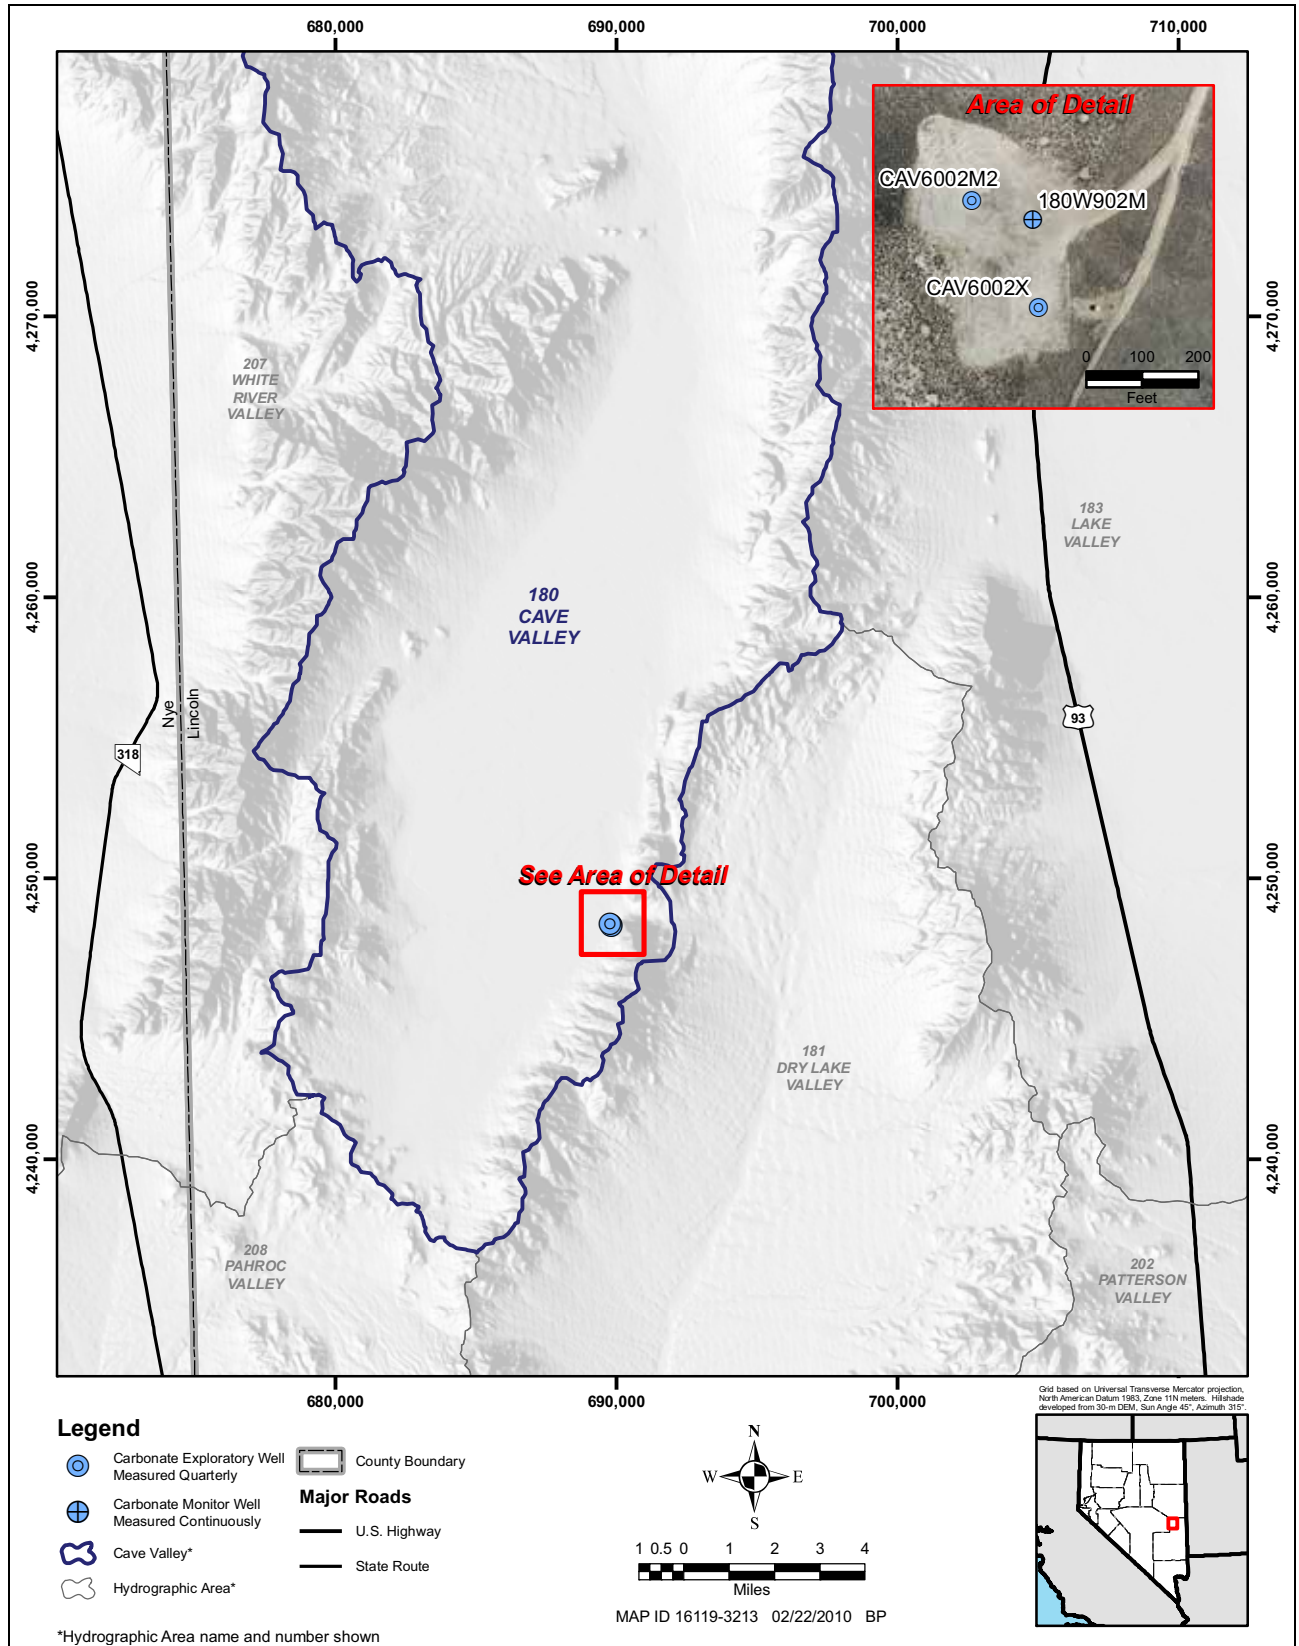 680,000
690,000
700,000
710,000
Area of Detail
CAV6002M2
180W902M
CAV6002X
0 100 200
Feet
4,270,000
4,270,000
207
WHITE
RIVER
VALLEY
183
LAKE
VALLEY
180
CAVE
VALLEY
4,260,000
4,260,000
Nye
Lincoln
318
93
See Area of Detail
4,250,000
4,250,000
181
DRY LAKE
VALLEY
4,240,000
4,240,000
208
PAHROC
VALLEY
202
PATTERSON
VALLEY
680,000
690,000
700,000
Grid based on Universal Transverse Mercator projection,
North American Datum 1983, Zone 11N meters. Hillshade
developed from 30-m DEM, Sun Angle 45°, Azimuth 315°.
Legend
Carbonate Exploratory Well
Measured Quarterly
Carbonate Monitor Well
Measured Continuously
Cave Valley*
Hydrographic Area*
County Boundary
Major Roads
U.S. Highway
State Route
*Hydrographic Area name and number shown
N
W E
S
1 0.5 0 1 2 3 4
Miles
MAP ID 16119-3213 02/22/2010 BP